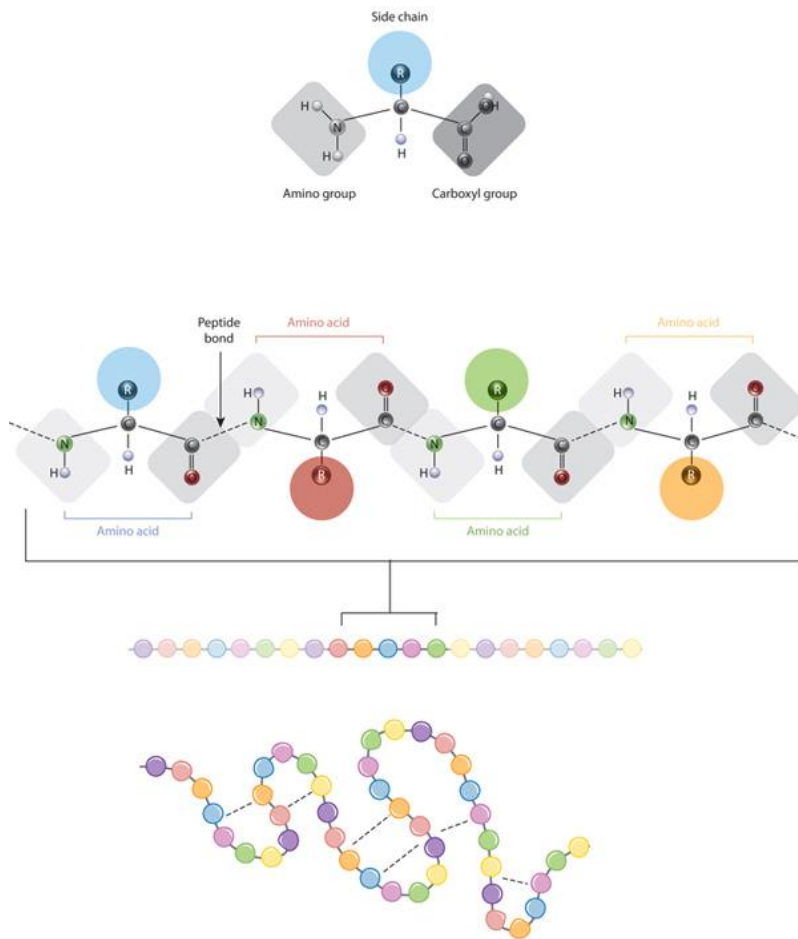 Side chain
R
H
N
C
C
H
H
H
Amino group
Carboxyl group
Peptide
bond
Amino acid
Amino acid
R
H
N
C
R
H
N
H
C
H
C
N
C
H
C
N
C
H
C
H
H
R
H
R
Amino acid
Amino acid